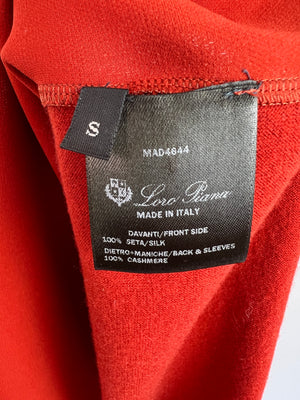 S
MAD4644
Loro Piana
MADE IN ITALY
DAVANTI/FRONT SIDE
100% SETA/SILK
DIETRO+MANICHE/BACK & SLEEVES
100% CASHMERE